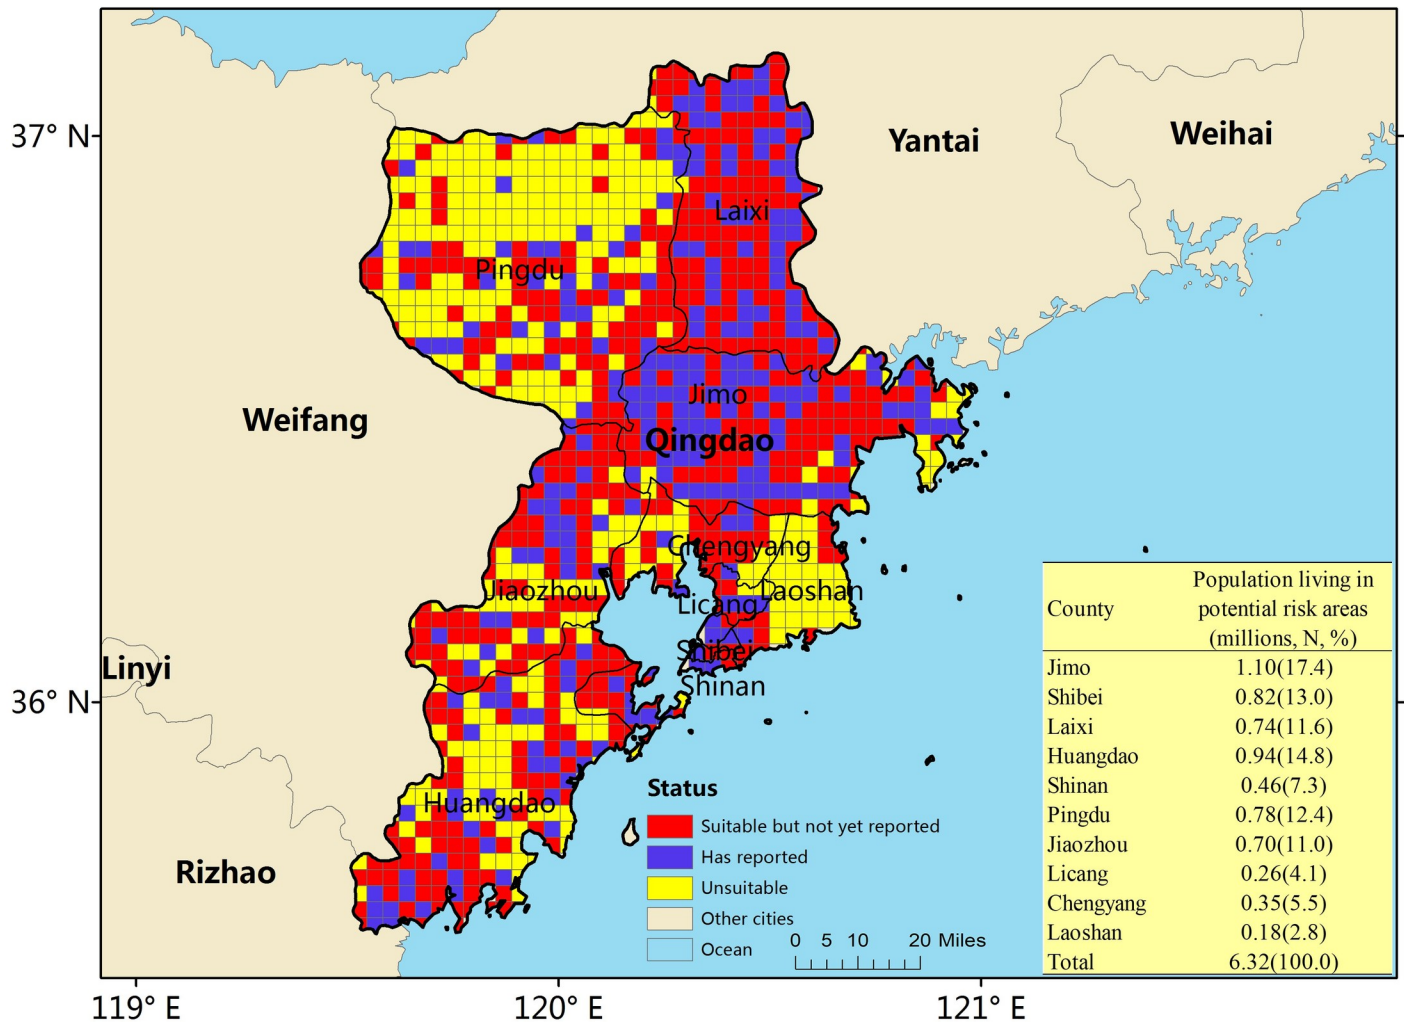 37° N
36° N
119° E
120° E
121° E
Yantai
Weihai
Laixi
Pingdu
Jimo
Weifang
Qingdao
Chengyang
Jiaozhou
Laoshan
Licang
Shibei
Linyi
Shinan
Huangdao
Rizhao
Status
Suitable but not yet reported
Has reported
Unsuitable
Other cities
Ocean
0 5 10 20 Miles
County Population living in
potential risk areas
(millions, N, %)
Jimo 1.10(17.4)
Shibei 0.82(13.0)
Laixi 0.74(11.6)
Huangdao 0.94(14.8)
Shinan 0.46(7.3)
Pingdu 0.78(12.4)
Jiaozhou 0.70(11.0)
Licang 0.26(4.1)
Chengyang 0.35(5.5)
Laoshan 0.18(2.8)
Total 6.32(100.0)